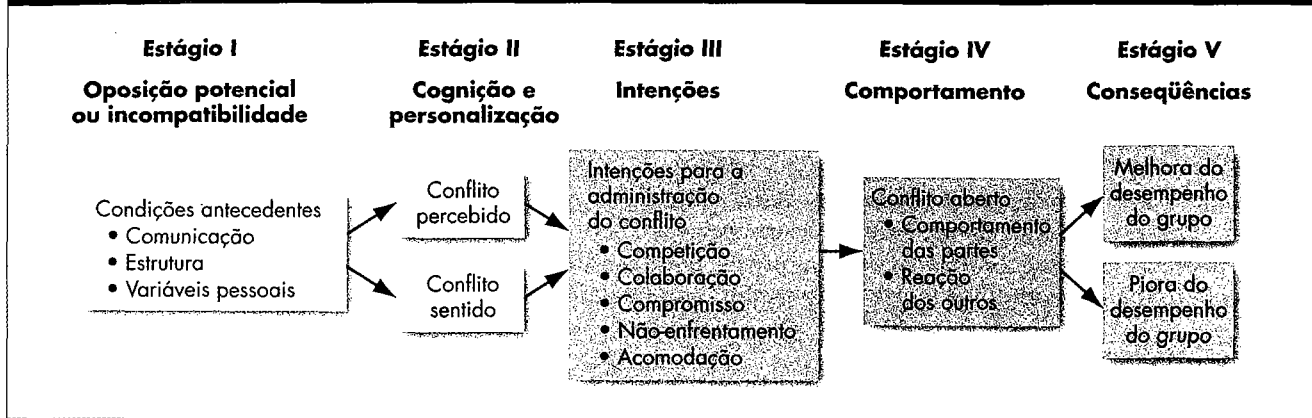 Estágio I
Oposição potencial
ou incompatibilidade
Condições antecedentes
• Comunicação
• Estrutura
• Variáveis pessoais
Estágio II
Cognição e
personalização
Conflito
percebido
Conflito
sentido
Estágio III
Intenções
Intenções para a
administração
do conflito
• Competição
• Colaboração
• Compromisso
• Não-enfrentamento
• Acomodação
Estágio IV
Comportamento
Conflito aberto
• Comportamento
das partes
• Reação
dos outros
Estágio V
Conseqüências
Melhora do
desempenho
do grupo
Piora do
desempenho
do grupo